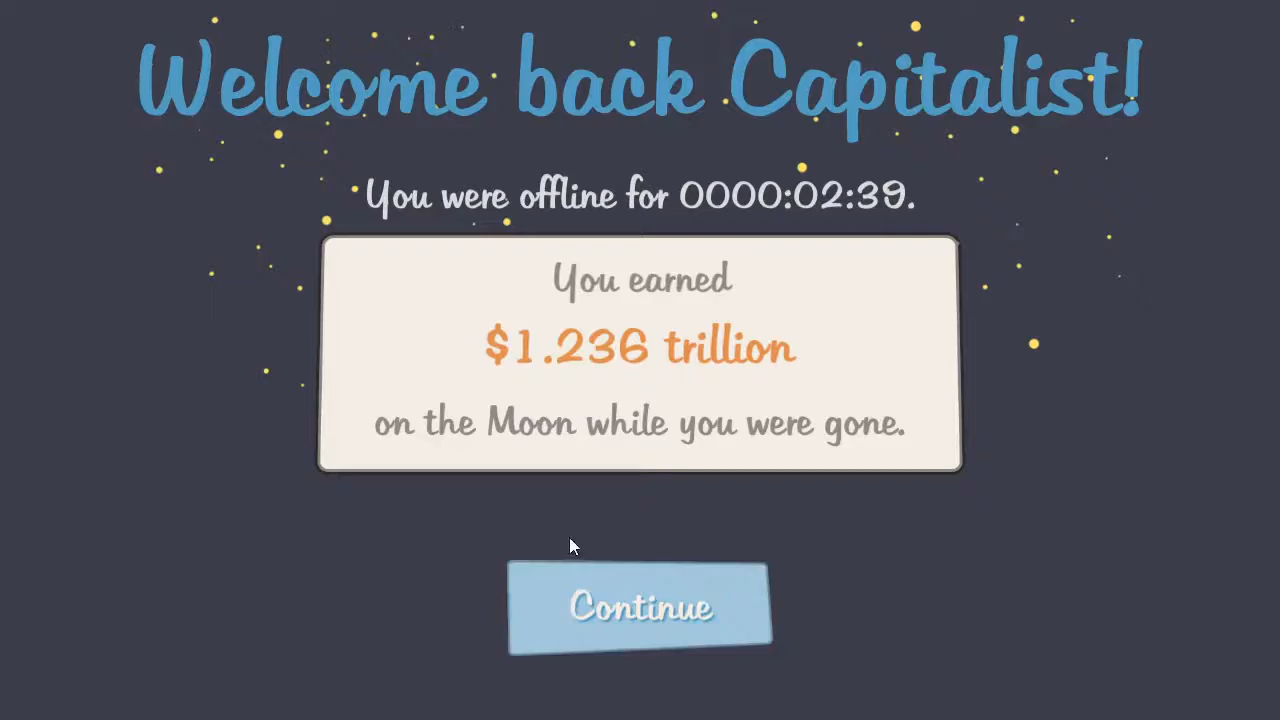 Welcome back Capitalist!
You were offline for 0000:02:39.
You earned
$1.236 trillion
on the Moon while you were gone.
Continue